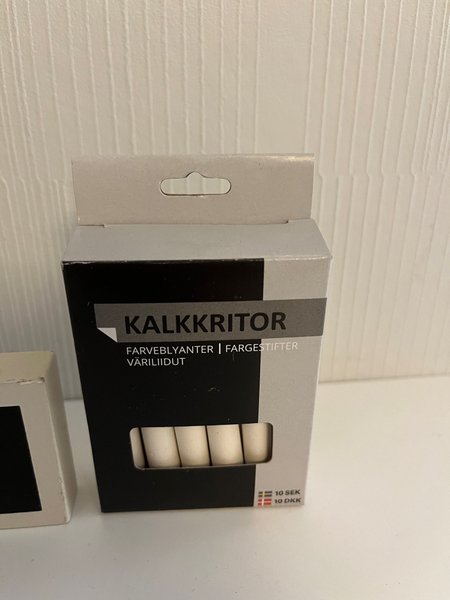 KALKKRITOR
FARVEBLYANTER | FARGESTIFTER
VÄRILIIDUT
10 SEK
10 DKK